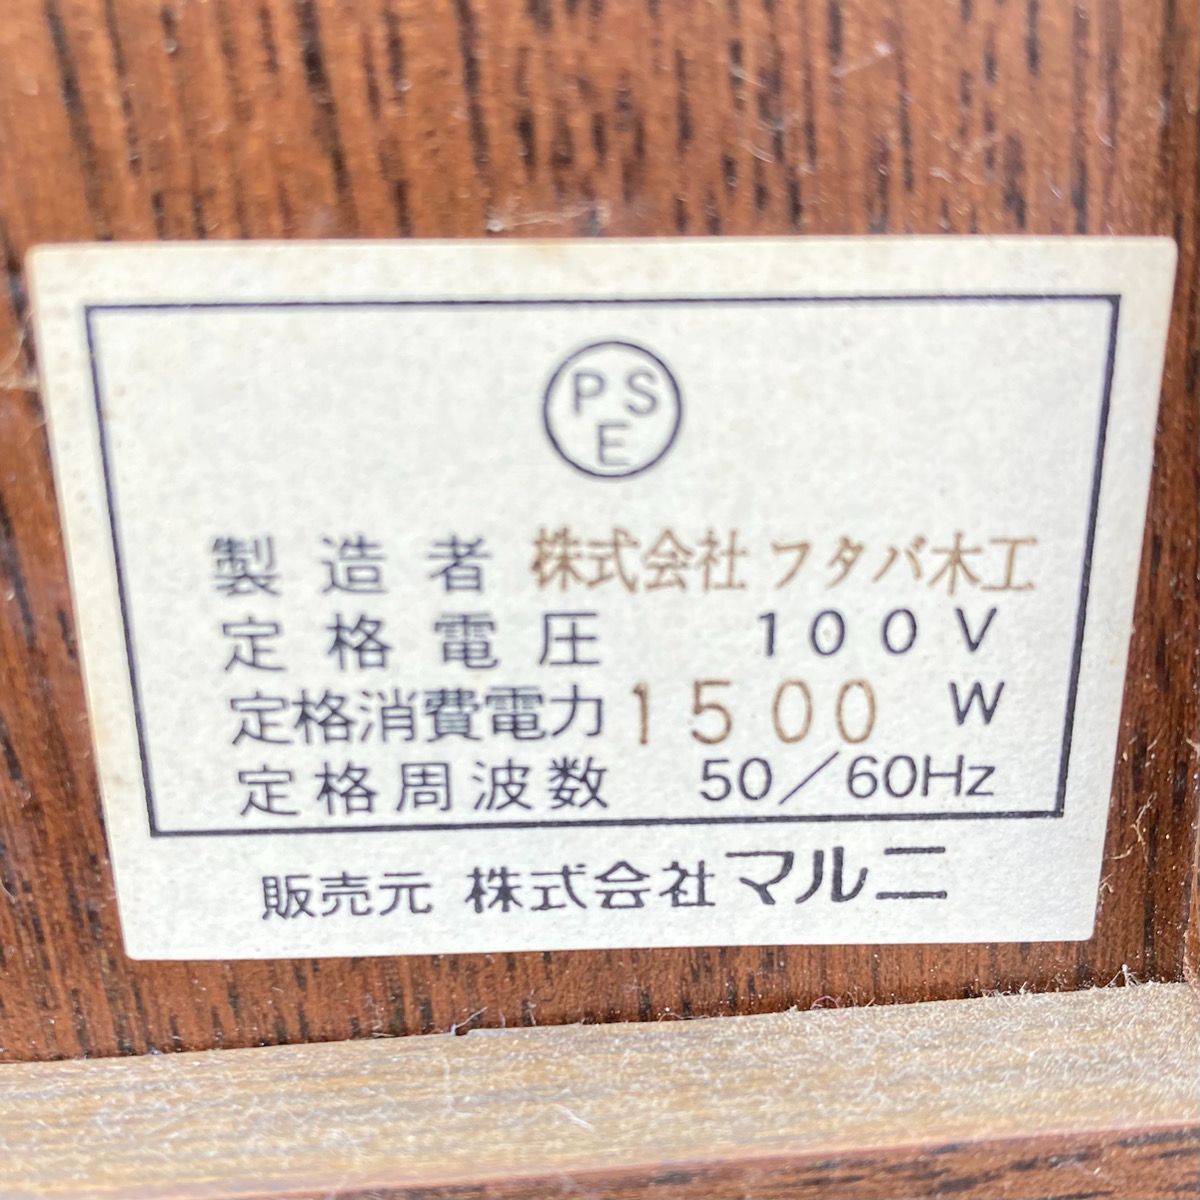 PS
E
製造者 株式会社 フタバ木工
定格電圧 100V
定格消費電力 1500 W
定格周波数 50/60Hz
販売元 株式会社 マルニ